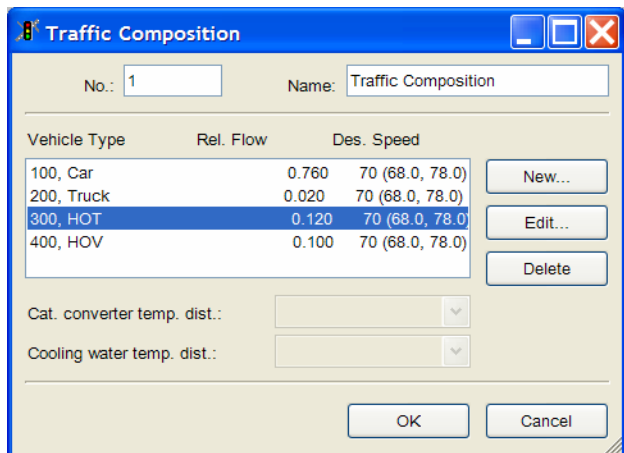 Traffic Composition
No.: 1 Name: Traffic Composition
Vehicle Type Rel. Flow Des. Speed
100, Car 0.760 70 (68.0, 78.0)
200, Truck 0.020 70 (68.0, 78.0)
300, HOT 0.120 70 (68.0, 78.0)
400, HOV 0.100 70 (68.0, 78.0)
New...
Edit...
Delete
Cat. converter temp. dist.:
Cooling water temp. dist.:
OK Cancel